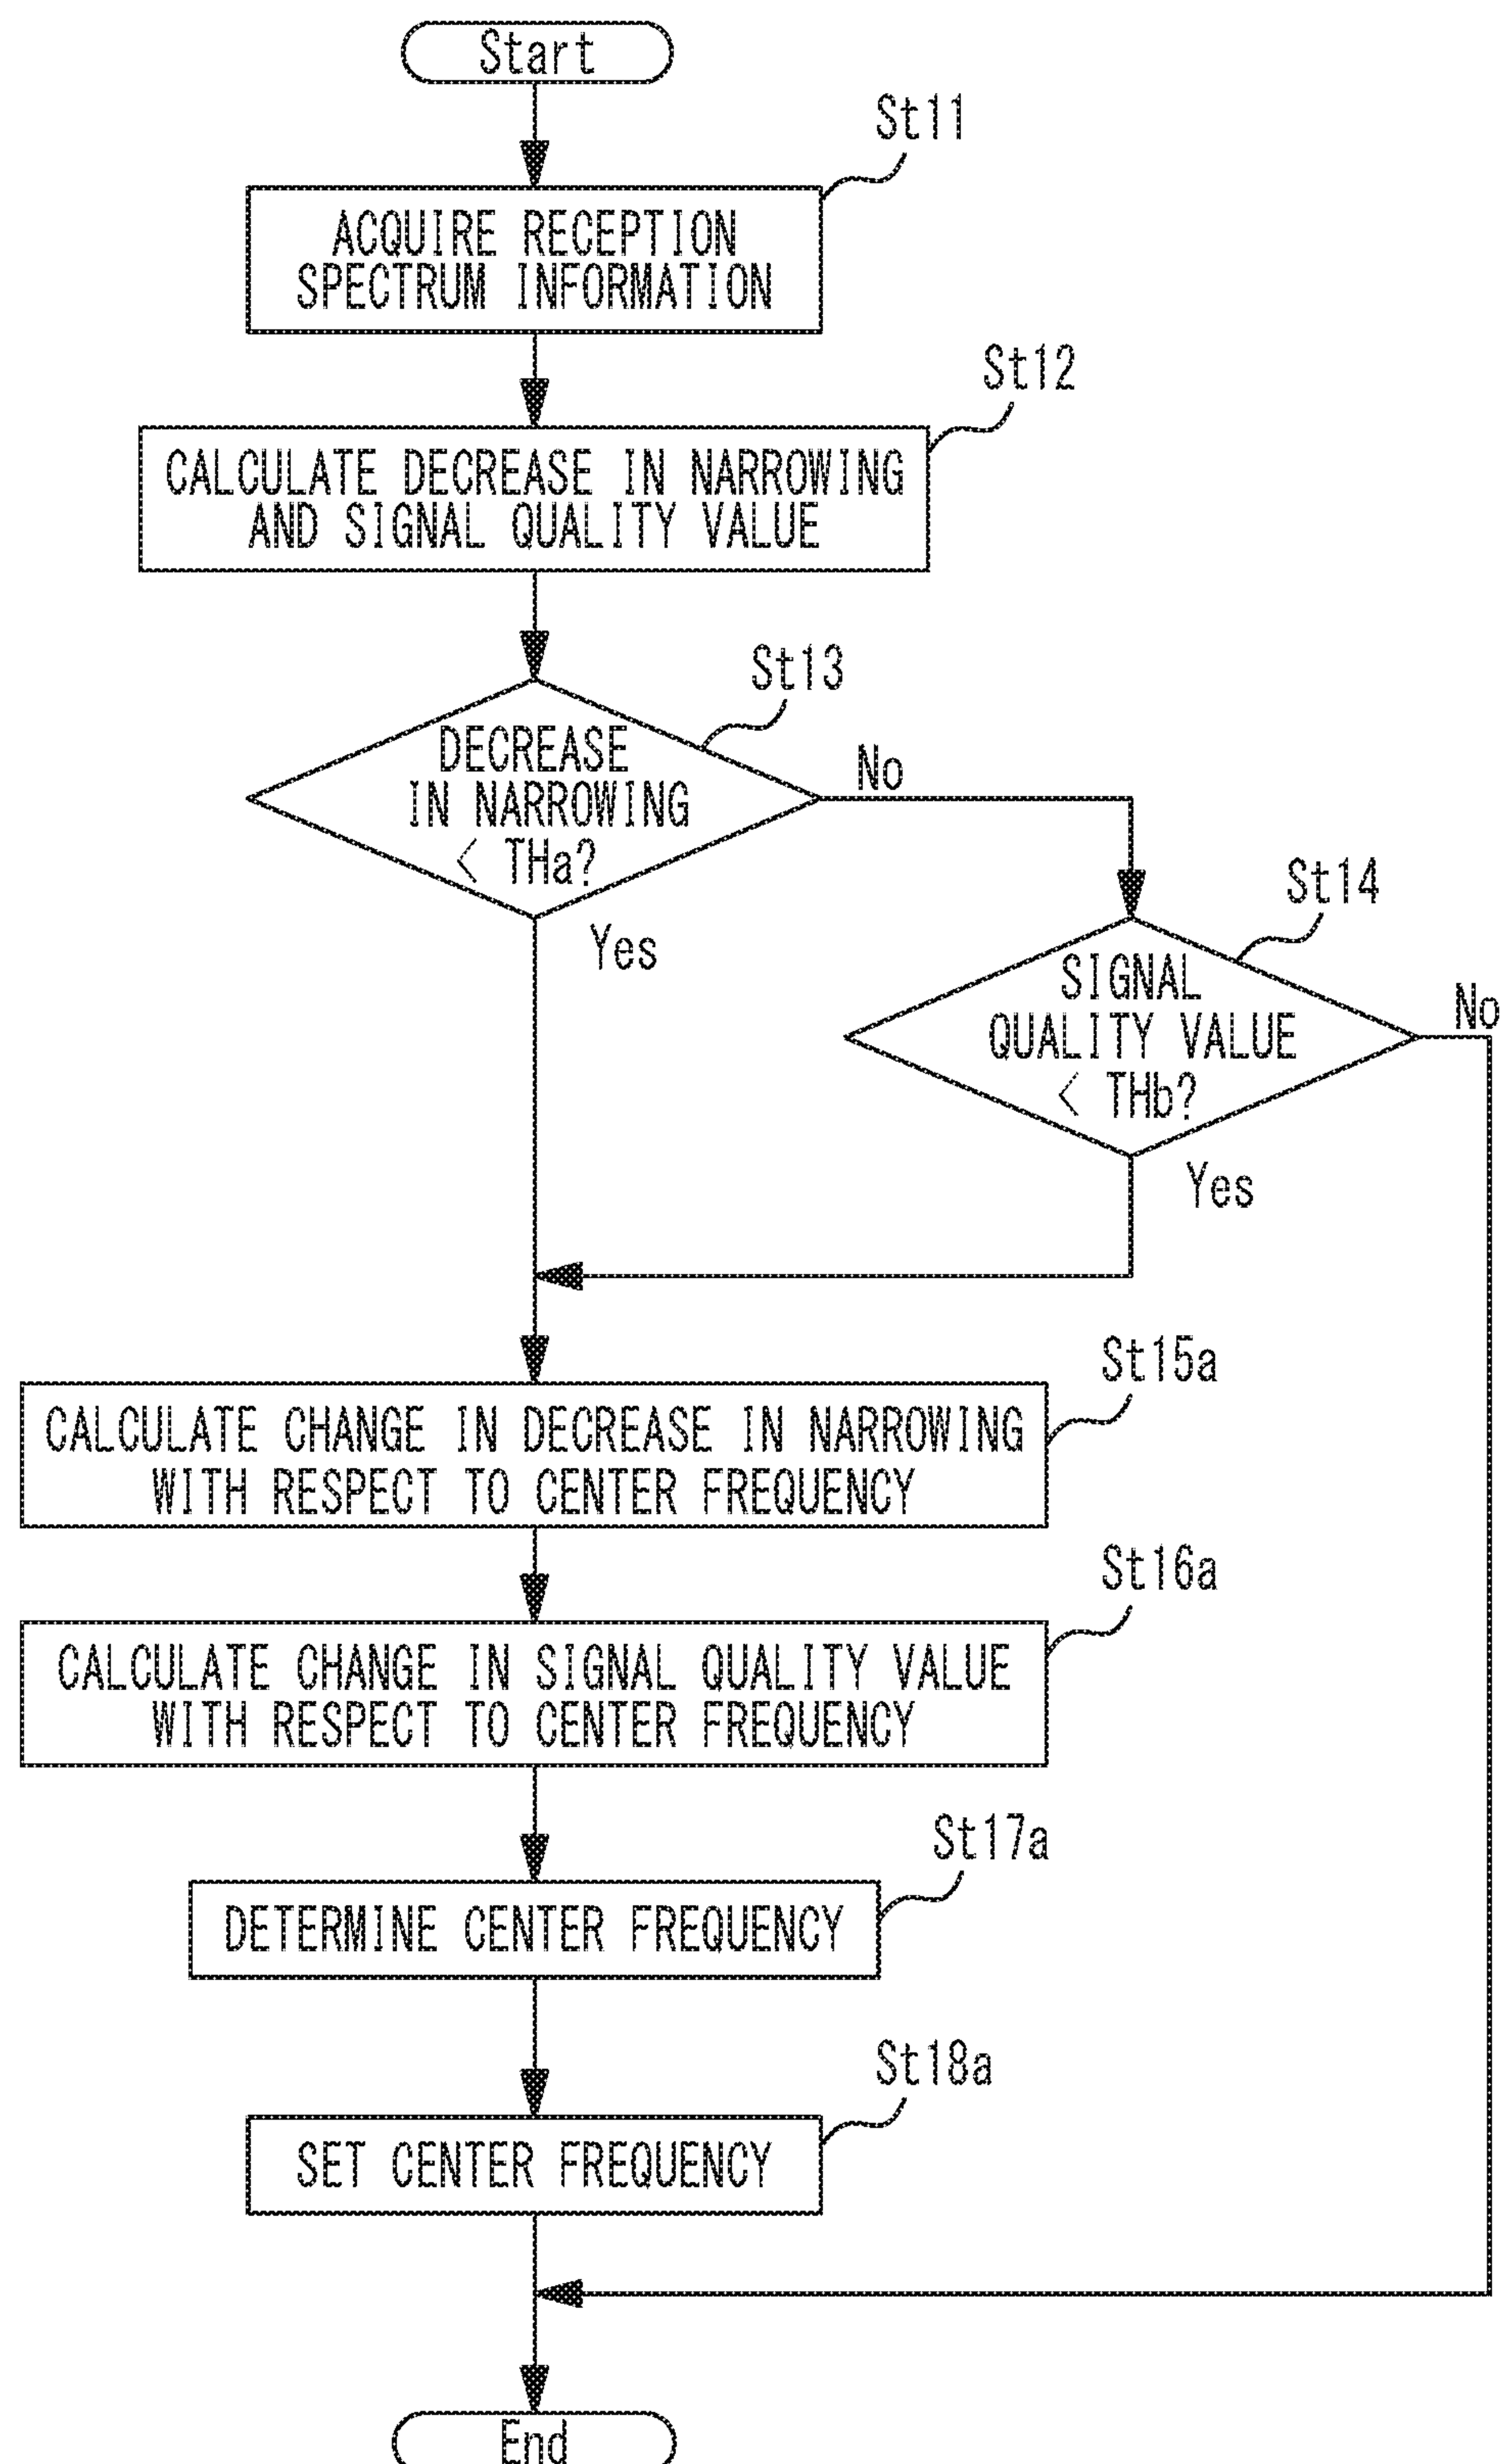 Start
St11
ACQUIRE RECEPTION
SPECTRUM INFORMATION
St12
CALCULATE DECREASE IN NARROWING
AND SIGNAL QUALITY VALUE
St13
DECREASE
IN NARROWING
< THa?
No
Yes
St14
SIGNAL
QUALITY VALUE
< THb?
No
Yes
St15a
CALCULATE CHANGE IN DECREASE IN NARROWING
WITH RESPECT TO CENTER FREQUENCY
St16a
CALCULATE CHANGE IN SIGNAL QUALITY VALUE
WITH RESPECT TO CENTER FREQUENCY
St17a
DETERMINE CENTER FREQUENCY
St18a
SET CENTER FREQUENCY
End